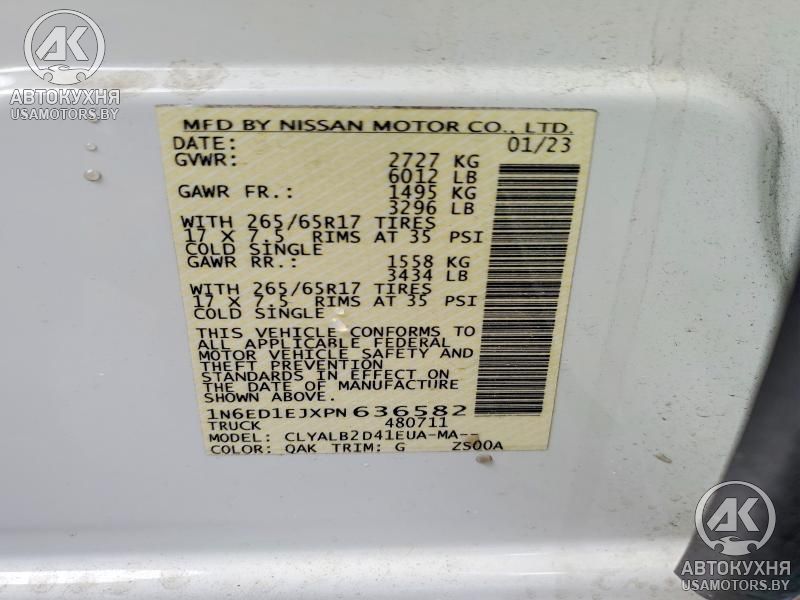 AK
АВТОКУХНЯ
USAMOTORS.BY
MFD BY NISSAN MOTOR CO., LTD.
DATE: 01/23
GVWR: 2727 KG
6012 LB
GAWR FR.: 1495 KG
3296 LB
WITH 265/65R17 TIRES
17 X 7.5 RIMS AT 35 PSI
COLD SINGLE
GAWR RR.: 1558 KG
3434 LB
WITH 265/65R17 TIRES
17 X 7.5 RIMS AT 35 PSI
COLD SINGLE
THIS VEHICLE CONFORMS TO
ALL APPLICABLE FEDERAL
MOTOR VEHICLE SAFETY AND
THEFT PREVENTION
STANDARDS IN EFFECT ON
THE DATE OF MANUFACTURE
SHOWN ABOVE.
1N6ED1EJXPN636582
TRUCK 480711
MODEL: CLYALB2D41EUA-MA--
COLOR: QAK TRIM: G ZS00A
AK
АВТОКУХНЯ
USAMOTORS.BY